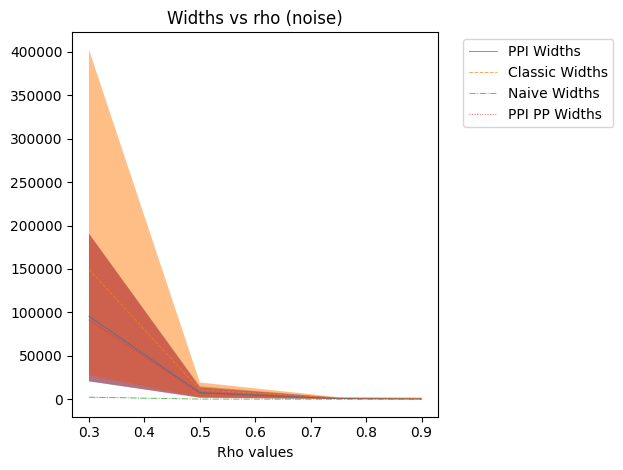 Widths vs rho (noise)
400000
350000
300000
250000
200000
150000
100000
50000
0
0.3 0.4 0.5 0.6 0.7 0.8 0.9
Rho values
PPI Widths
Classic Widths
Naive Widths
PPI PP Widths